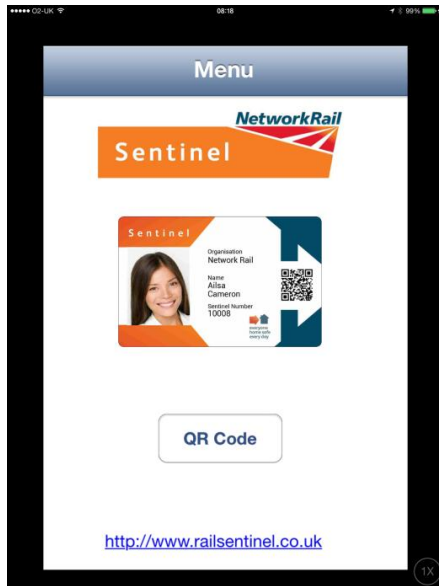 O2-UK
08:18
99%
Menu
NetworkRail
Sentinel
Sentinel
Organisation
Network Rail
Name
Ailsa
Cameron
Sentinel Number
10008
everyone
home safe
every day
QR Code
http://www.railsentinel.co.uk
1X